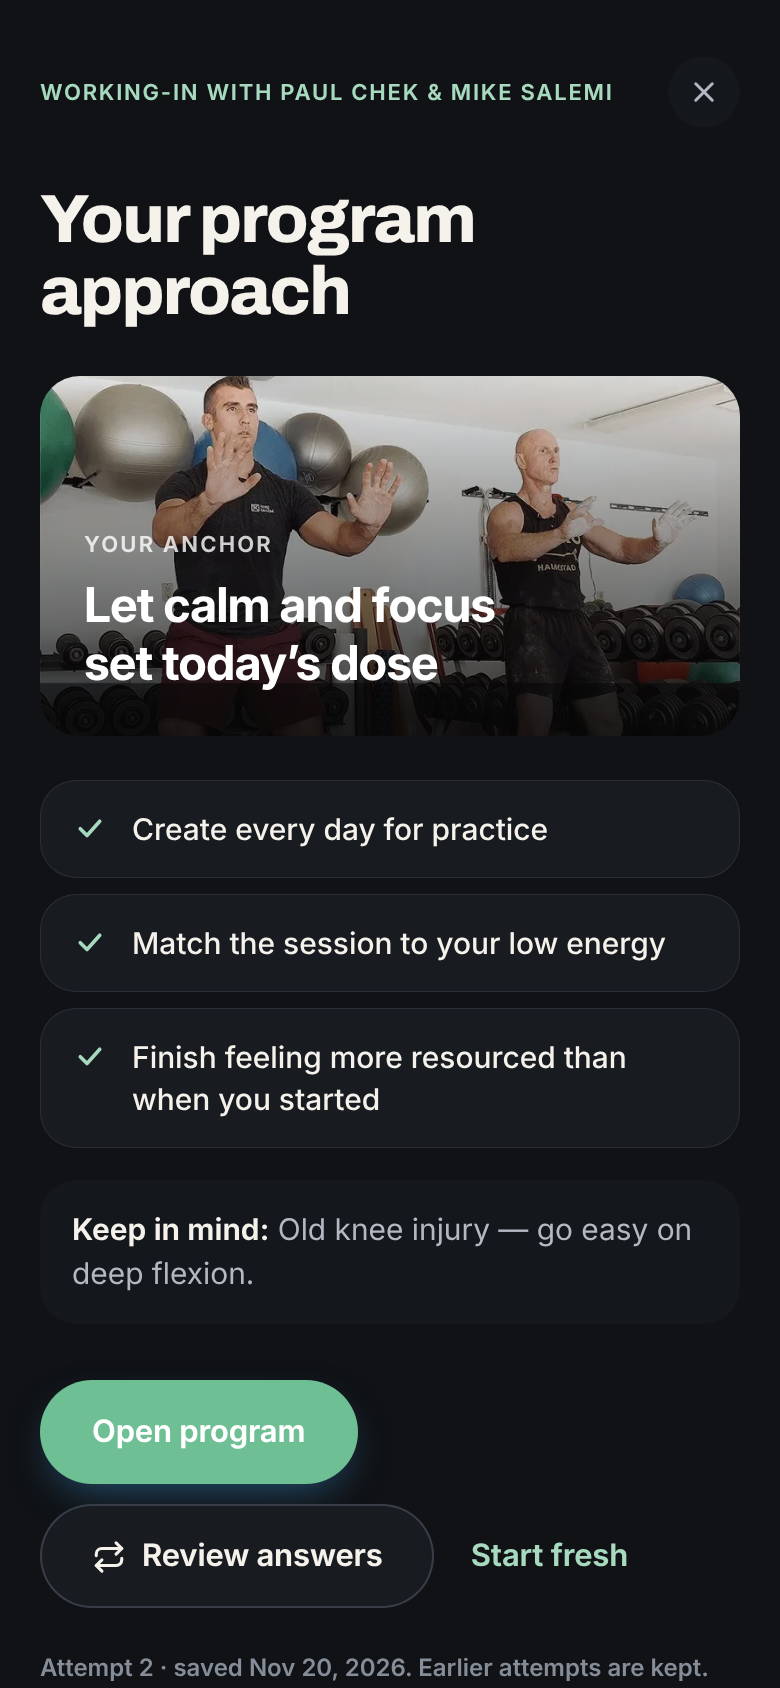 WORKING-IN WITH PAUL CHEK & MIKE SALEMI
Your program
approach
YOUR ANCHOR
Let calm and focus
set today’s dose
Create every day for practice
Match the session to your low energy
Finish feeling more resourced than
when you started
Keep in mind: Old knee injury — go easy on
deep flexion.
Open program
Review answers
Start fresh
Attempt 2 · saved Nov 20, 2026. Earlier attempts are kept.